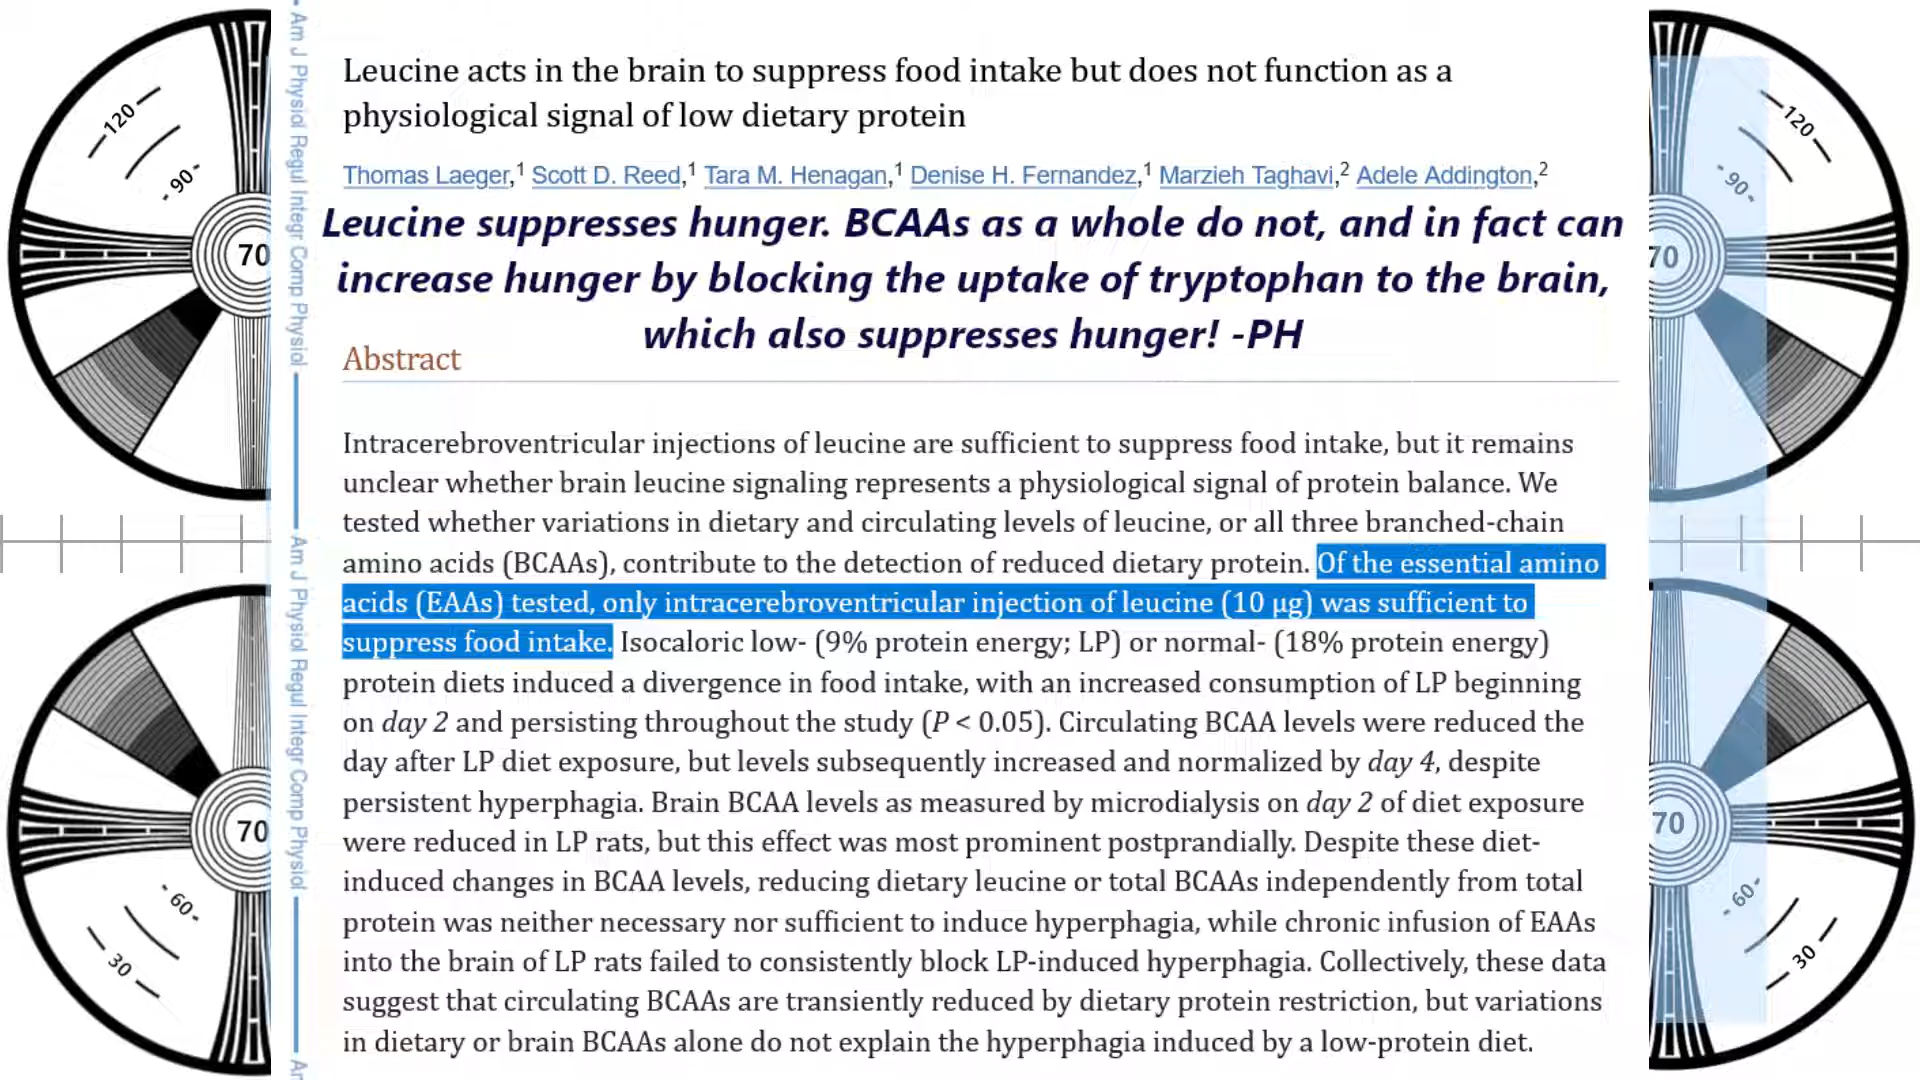 Leucine acts in the brain to suppress food intake but does not function as a
physiological signal of low dietary protein
Thomas Laeger,1 Scott D. Reed,1 Tara M. Henagan,1 Denise H. Fernandez,1 Marzieh Taghavi,2 Adele Addington,2
Leucine suppresses hunger. BCAAs as a whole do not, and in fact can
increase hunger by blocking the uptake of tryptophan to the brain,
which also suppresses hunger! -PH
Abstract
Intracerebroventricular injections of leucine are sufficient to suppress food intake, but it remains
unclear whether brain leucine signaling represents a physiological signal of protein balance. We
tested whether variations in dietary and circulating levels of leucine, or all three branched-chain
amino acids (BCAAs), contribute to the detection of reduced dietary protein. Of the essential amino
acids (EAAs) tested, only intracerebroventricular injection of leucine (10 μg) was sufficient to
suppress food intake. Isocaloric low- (9% protein energy; LP) or normal- (18% protein energy)
protein diets induced a divergence in food intake, with an increased consumption of LP beginning
on day 2 and persisting throughout the study (P < 0.05). Circulating BCAA levels were reduced the
day after LP diet exposure, but levels subsequently increased and normalized by day 4, despite
persistent hyperphagia. Brain BCAA levels as measured by microdialysis on day 2 of diet exposure
were reduced in LP rats, but this effect was most prominent postprandially. Despite these diet-
induced changes in BCAA levels, reducing dietary leucine or total BCAAs independently from total
protein was neither necessary nor sufficient to induce hyperphagia, while chronic infusion of EAAs
into the brain of LP rats failed to consistently block LP-induced hyperphagia. Collectively, these data
suggest that circulating BCAAs are transiently reduced by dietary protein restriction, but variations
in dietary or brain BCAAs alone do not explain the hyperphagia induced by a low-protein diet.
Am J Physiol Regul Integr Comp Physiol
Am J Physiol Regul Integr Comp Physiol
A
120
- 90 -
70
70
- 60 -
30
120
- 90 -
70
70
- 60 -
30